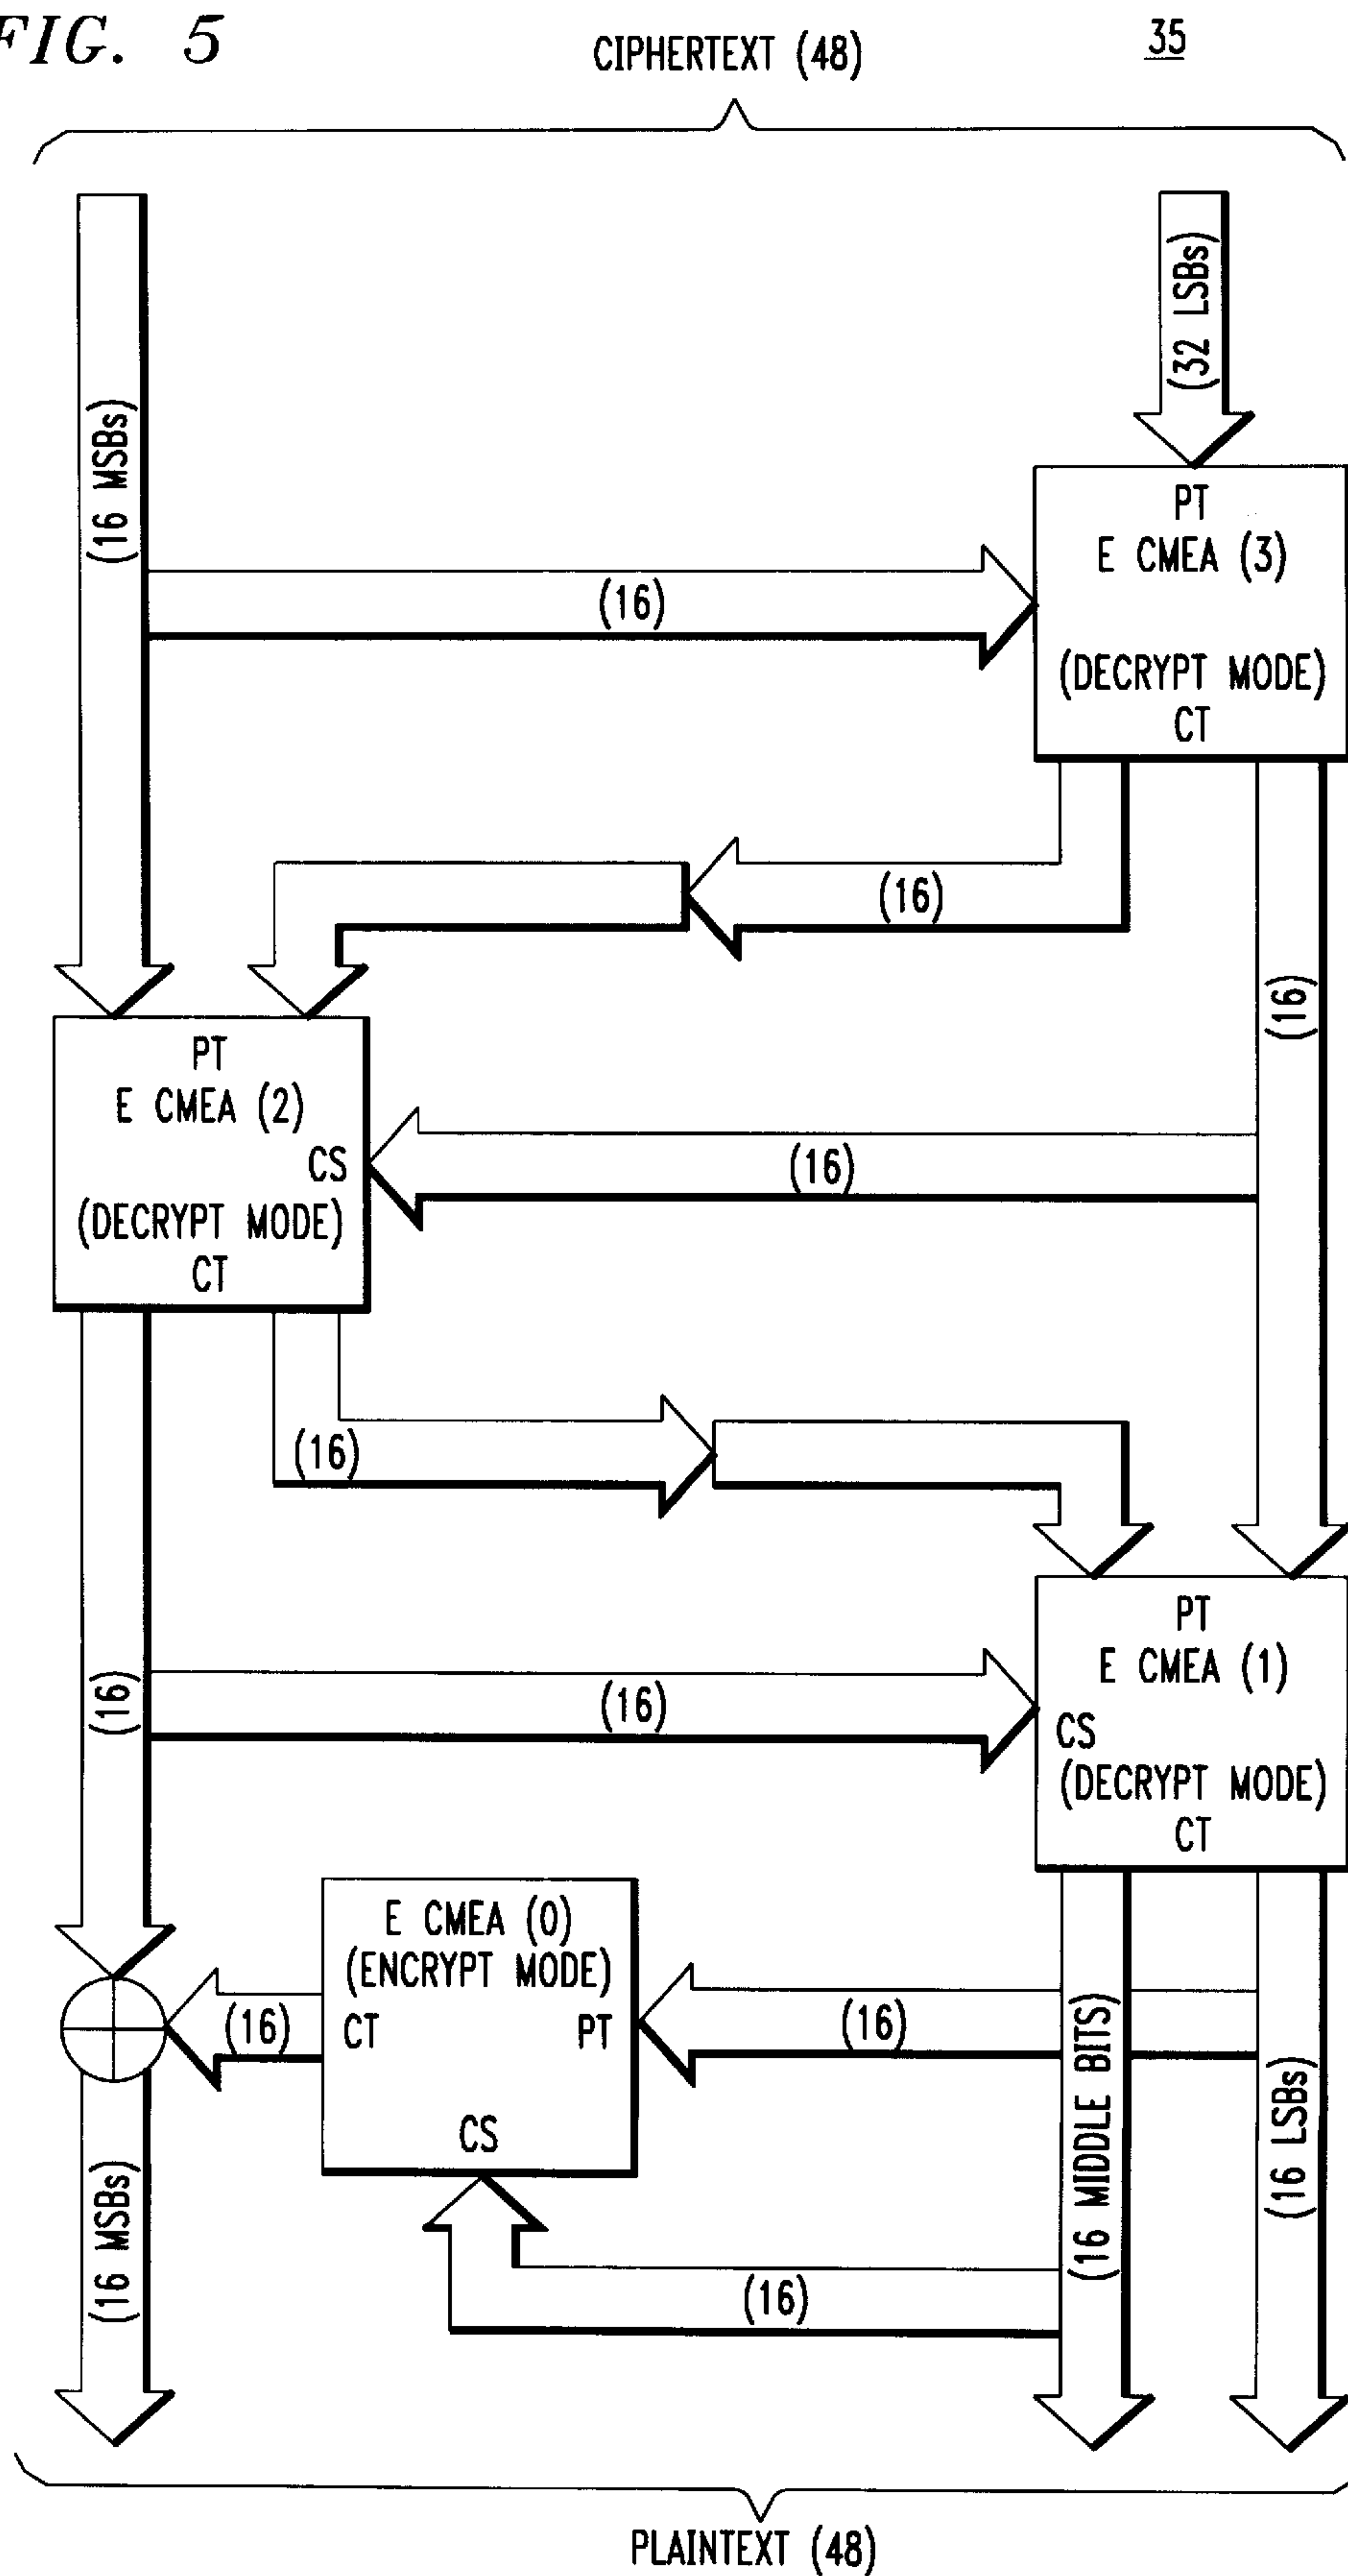 FIG. 5
CIPHERTEXT (48)
35
(16 MSBs)
(32 LSBs)
PT
E CMEA (3)
(DECRYPT MODE)
CT
(16)
(16)
(16)
PT
E CMEA (2)
CS
(DECRYPT MODE)
CT
(16)
(16)
(16)
(16)
PT
E CMEA (1)
CS
(DECRYPT MODE)
CT
E CMEA (0)
(ENCRYPT MODE)
CT
PT
CS
(16)
(16)
(16 MIDDLE BITS)
(16 LSBs)
(16 MSBs)
(16)
PLAINTEXT (48)